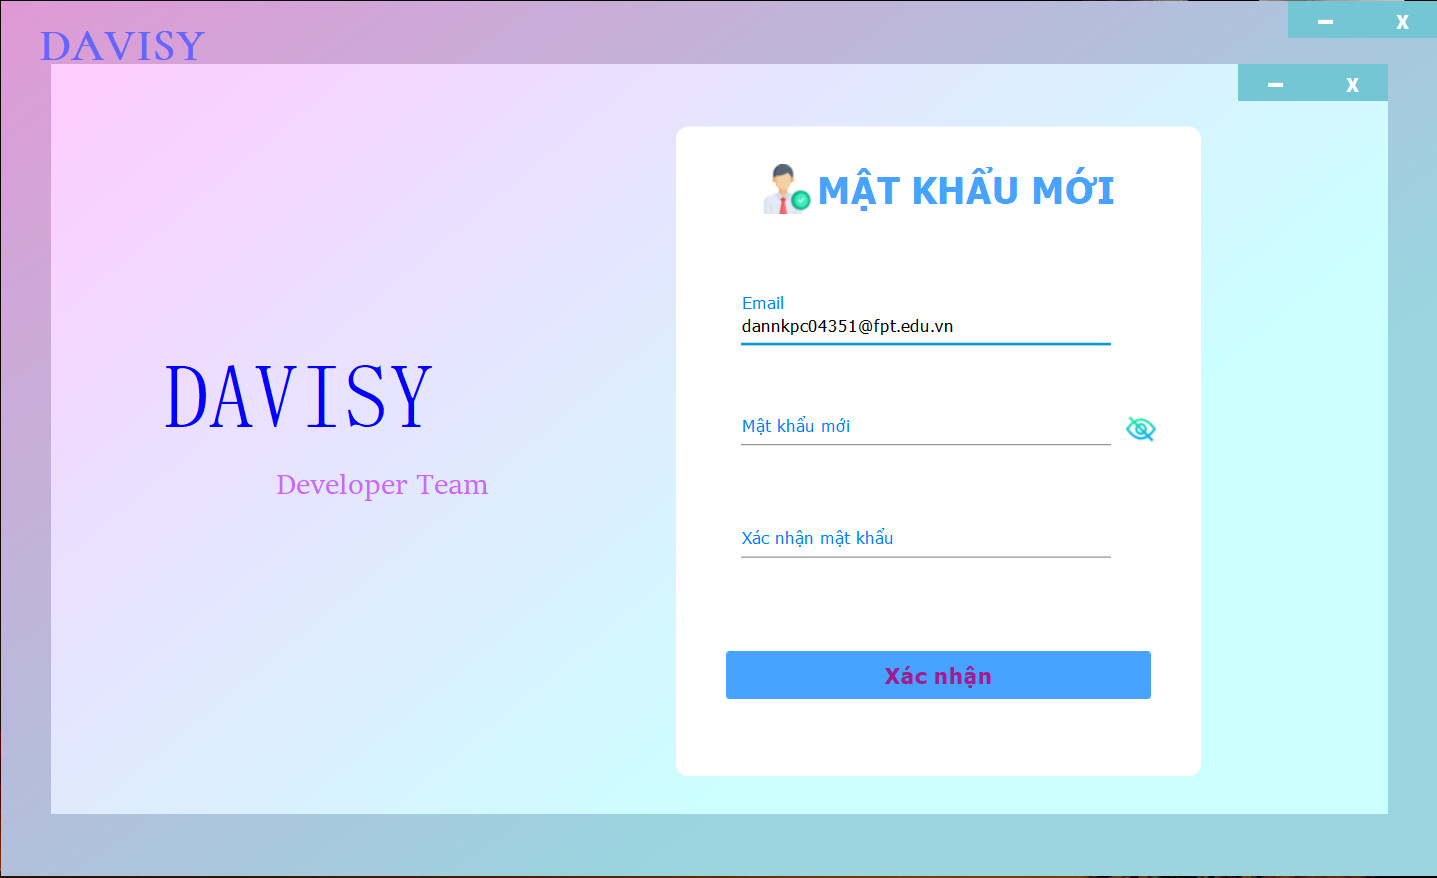 DAVISY
– X
– X
MẬT KHẨU MỚI
Email
dannkpc04351@fpt.edu.vn
DAVISY
Mật khẩu mới
Developer Team
Xác nhận mật khẩu
Xác nhận